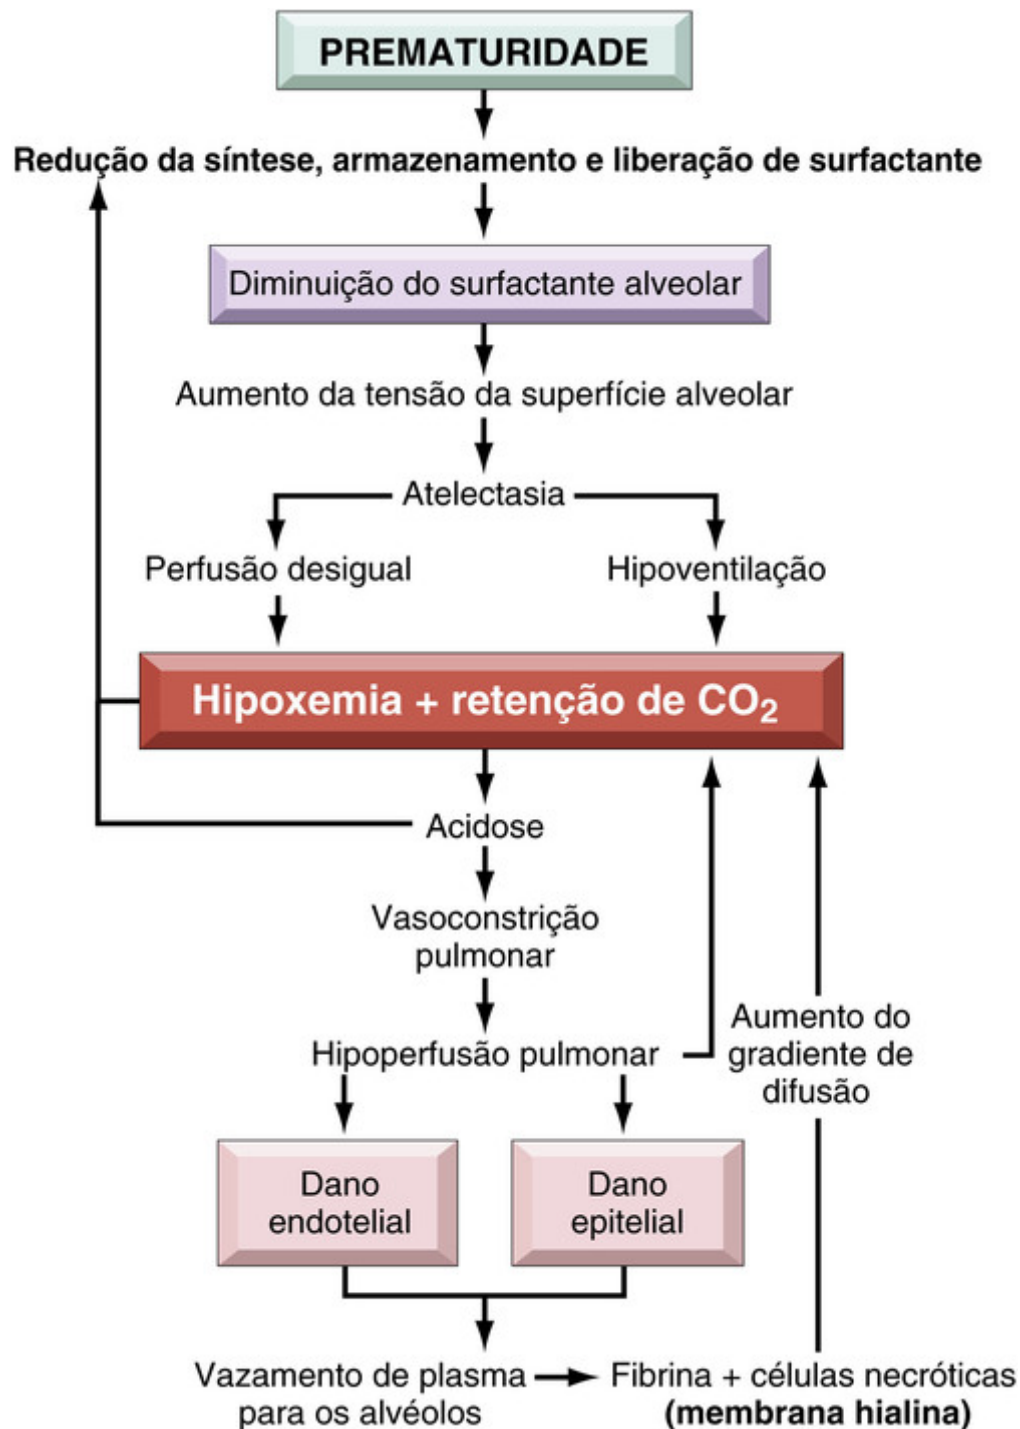 PREMATURIDADE
Redução da síntese, armazenamento e liberação de surfactante
Diminuição do surfactante alveolar
Aumento da tensão da superfície alveolar
Atelectasia
Perfusão desigual
Hipoventilação
Hipoxemia + retenção de CO₂
Acidose
Vasoconstrição
pulmonar
Hipoperfusão pulmonar
Aumento do
gradiente de
difusão
Dano
endotelial
Dano
epitelial
Vazamento de plasma
para os alvéolos
Fibrina + células necróticas
(membrana hialina)